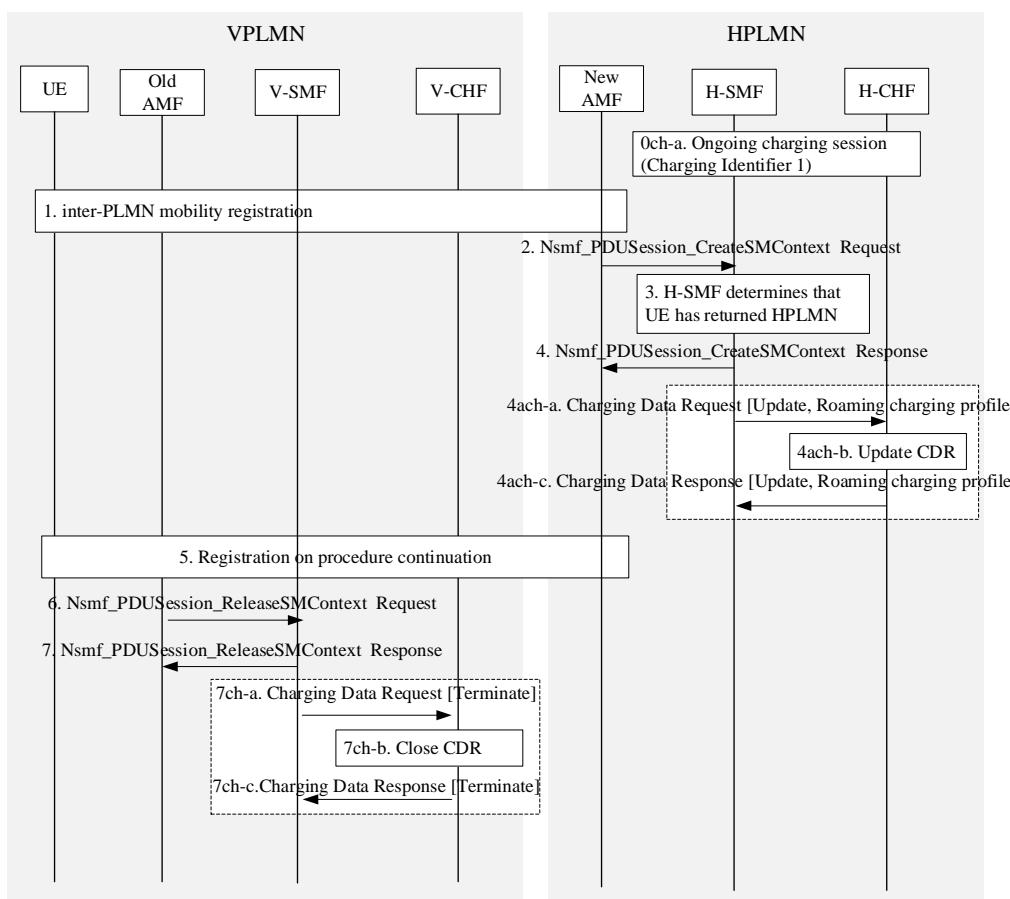 VPLMN
HPLMN
UE
Old
AMF
V-SMF
V-CHF
New
AMF
H-SMF
H-CHF
0ch-a. Ongoing charging session
(Charging Identifier 1)
1. inter-PLMN mobility registration
2. Nsmf_PDUSession_CreateSMContext Request
3. H-SMF determines that
UE has returned HPLMN
4. Nsmf_PDUSession_CreateSMContext Response
4ach-a. Charging Data Request [Update, Roaming charging profile
4ach-b. Update CDR
4ach-c. Charging Data Response [Update, Roaming charging profile
5. Registration on procedure continuation
6. Nsmf_PDUSession_ReleaseSMContext Request
7. Nsmf_PDUSession_ReleaseSMContext Response
7ch-a. Charging Data Request [Terminate]
7ch-b. Close CDR
7ch-c.Charging Data Response [Terminate]